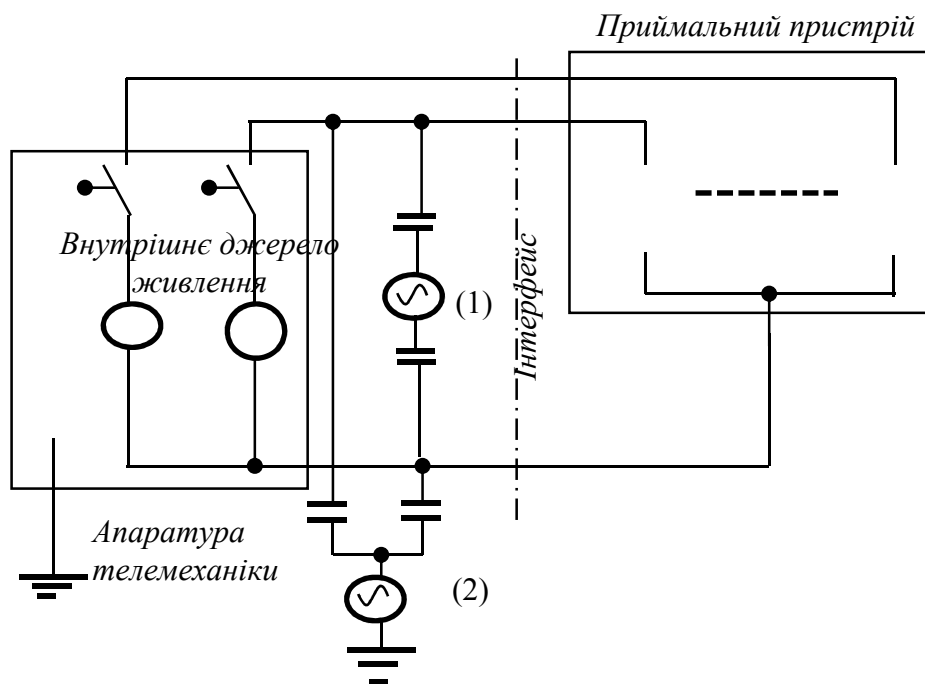 Приймальний пристрій
Внутрішнє джерело
живлення
(1)
Інтерфейс
Апаратура
телемеханіки
(2)